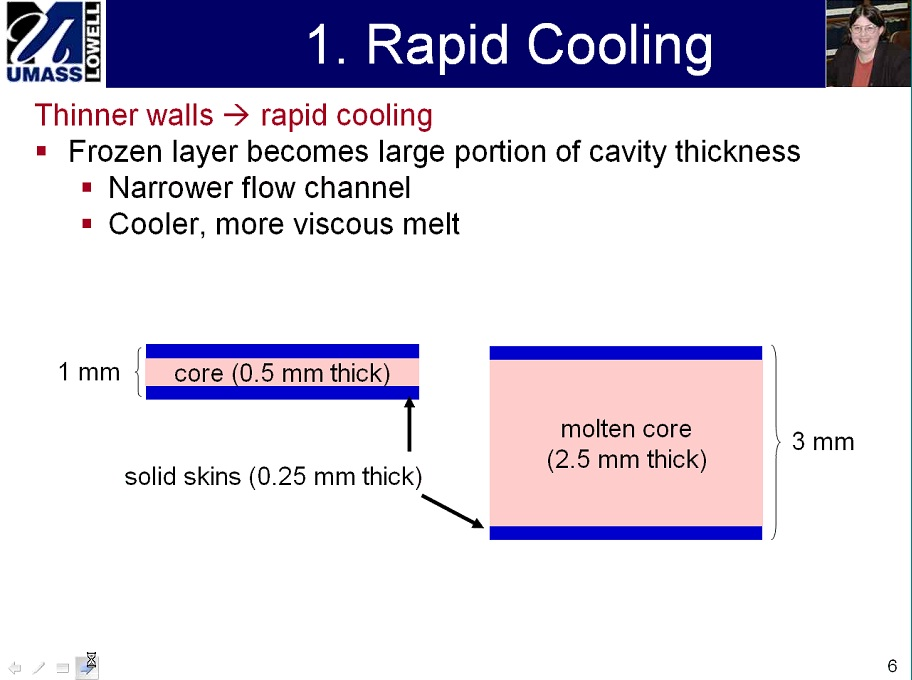 UMASS
LOWELL
1. Rapid Cooling
Thinner walls → rapid cooling
▪ Frozen layer becomes large portion of cavity thickness
▪ Narrower flow channel
▪ Cooler, more viscous melt
1 mm
core (0.5 mm thick)
solid skins (0.25 mm thick)
molten core
(2.5 mm thick)
3 mm
6